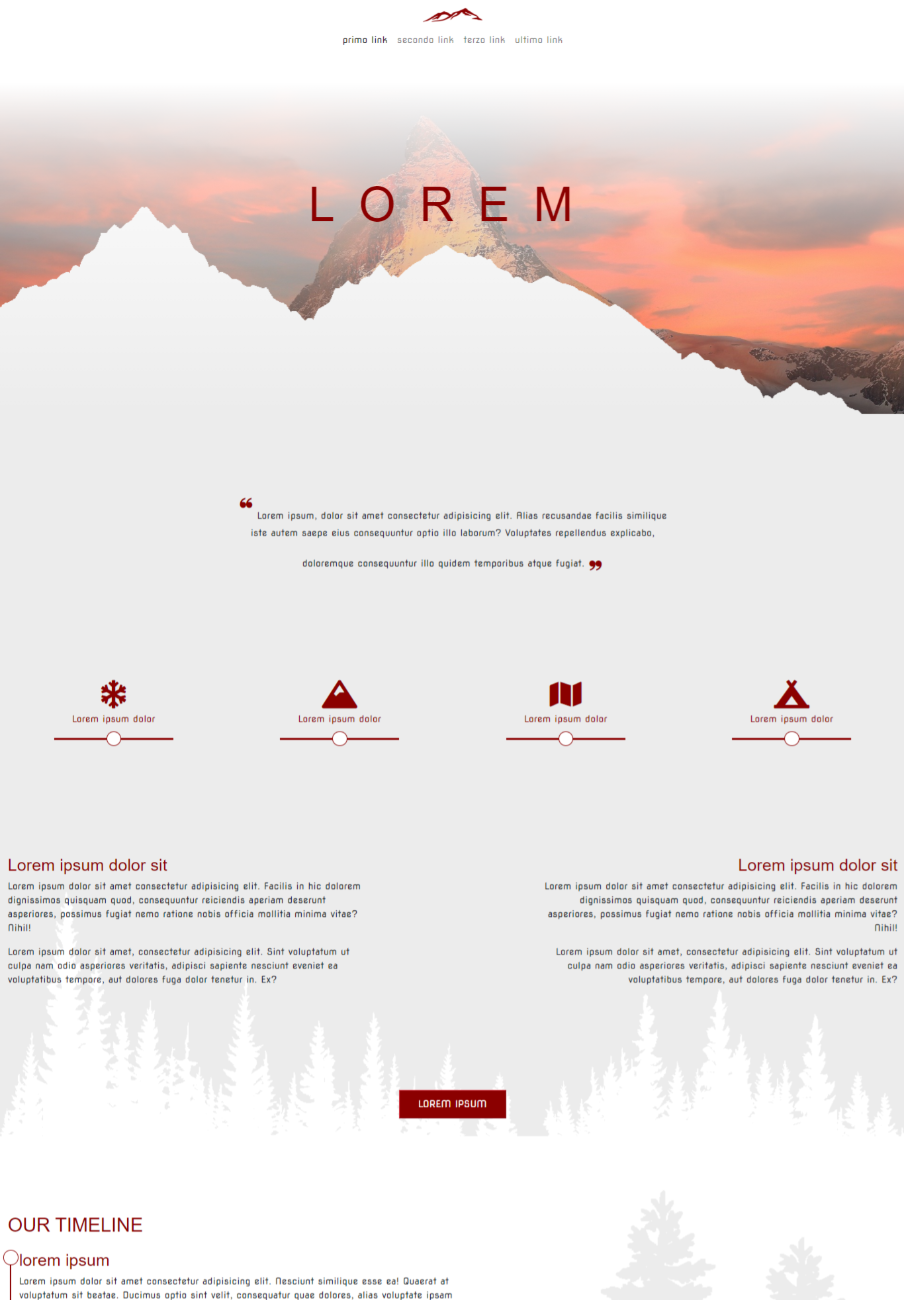 primo link secondo link terzo link ultimo link
LOREM
“ Lorem ipsum, dolor sit amet consectetur adipisicing elit. Alias recusandae facilis similique
iste autem saepe eius consequuntur optio illo laborum? Voluptates repellendus explicabo,
doloremque consequuntur illo quidem temporibus atque fugiat. ”
Lorem ipsum dolor
Lorem ipsum dolor
Lorem ipsum dolor
Lorem ipsum dolor
Lorem ipsum dolor sit
Lorem ipsum dolor sit amet consectetur adipisicing elit. Facilis in hic dolorem
dignissimos quisquam quod, consequuntur reiciendis aperiam deserunt
asperiores, possimus fugiat nemo ratione nobis officia mollitia minima vitae?
Nihil!
Lorem ipsum dolor sit amet, consectetur adipisicing elit. Sint voluptatum ut
culpa nam odio asperiores veritatis, adipisci sapiente nesciunt eveniet ea
voluptatibus tempore, aut dolores fuga dolor tenetur in. Ex?
Lorem ipsum dolor sit
Lorem ipsum dolor sit amet consectetur adipisicing elit. Facilis in hic dolorem
dignissimos quisquam quod, consequuntur reiciendis aperiam deserunt
asperiores, possimus fugiat nemo ratione nobis officia mollitia minima vitae?
Nihil!
Lorem ipsum dolor sit amet, consectetur adipisicing elit. Sint voluptatum ut
culpa nam odio asperiores veritatis, adipisci sapiente nesciunt eveniet ea
voluptatibus tempore, aut dolores fuga dolor tenetur in. Ex?
LOREM IPSUM
OUR TIMELINE
lorem ipsum
Lorem ipsum dolor sit amet consectetur adipisicing elit. Nesciunt similique esse ea! Quaerat at
voluptatum sit beatae. Ducimus optio sint velit, consequatur quae dolores, alias voluptate ipsam